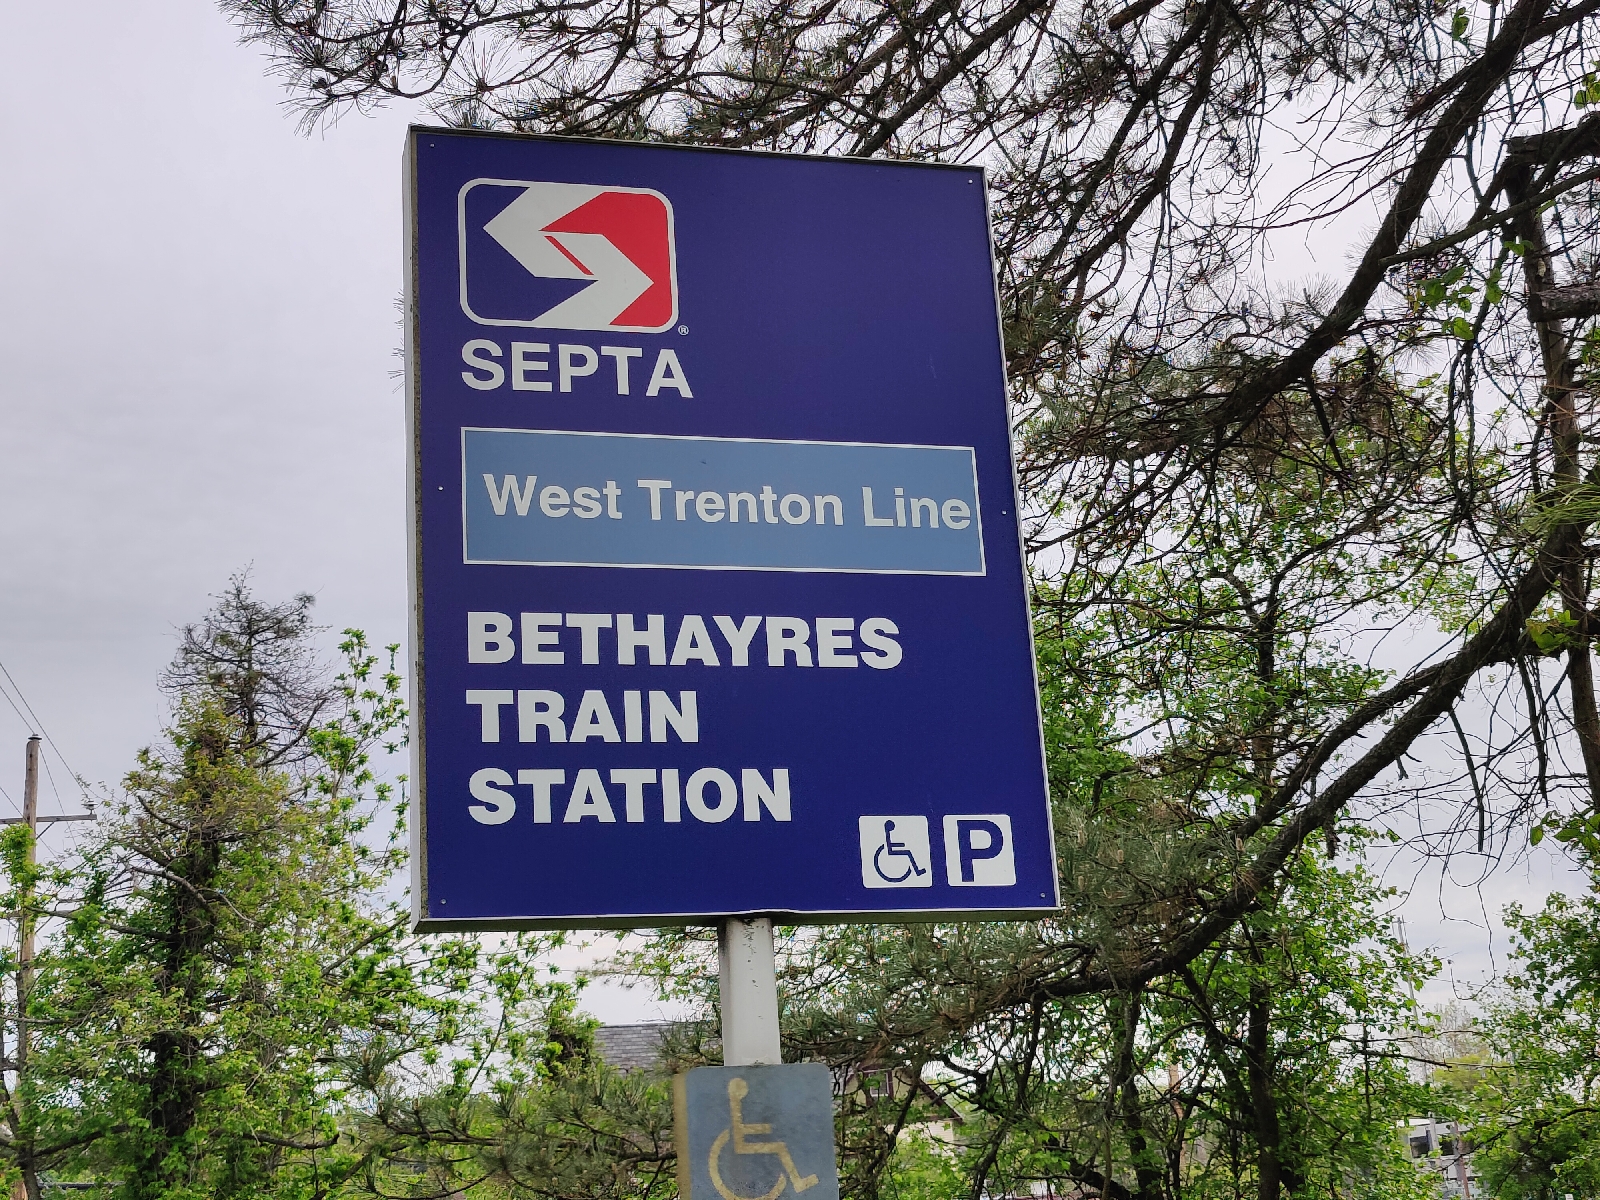 ®
SEPTA
West Trenton Line
BETHAYRES
TRAIN
STATION
P